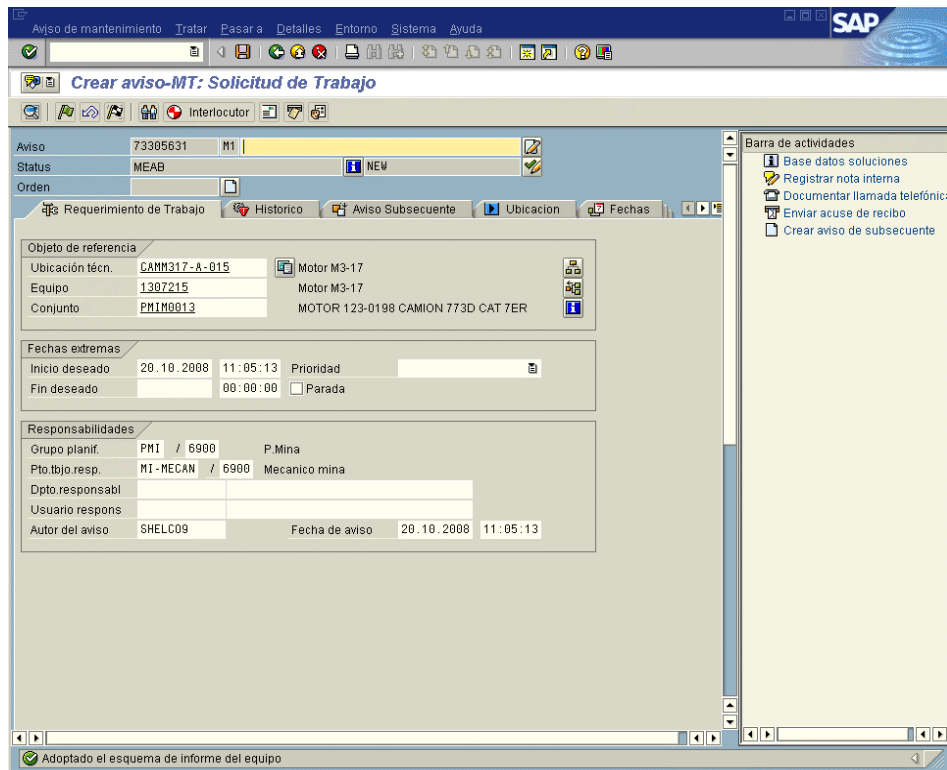 Aviso de mantenimiento Tratar Pasar a Detalles Entorno Sistema Ayuda
SAP
Crear aviso-MT: Solicitud de Trabajo
Interlocutor
Aviso 73305631 M1
Status MEAB NEW
Orden
Requerimiento de Trabajo Historico Aviso Subsecuente Ubicacion Fechas
Objeto de referencia
Ubicación técn. CAMM317-A-015 Motor M3-17
Equipo 1307215 Motor M3-17
Conjunto PMIM0013 MOTOR 123-0198 CAMION 773D CAT 7ER
Fechas extremas
Inicio deseado 20.10.2008 11:05:13 Prioridad
Fin deseado 00:00:00 Parada
Responsabilidades
Grupo planif. PMI / 6900 P.Mina
Pto.tbjo.resp. MI-MECAN / 6900 Mecanico mina
Dpto.responsabl
Usuario respons
Autor del aviso SHELCO9 Fecha de aviso 20.10.2008 11:05:13
Barra de actividades
Base datos soluciones
Registrar nota interna
Documentar llamada telefónic
Enviar acuse de recibo
Crear aviso de subsecuente
Adoptado el esquema de informe del equipo